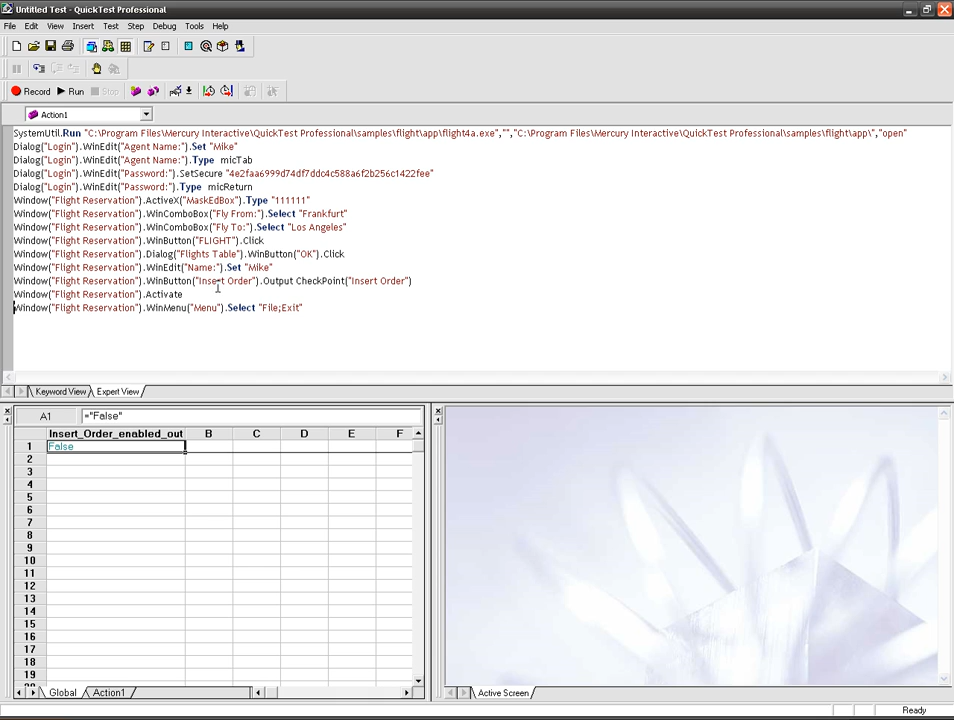 Untitled Test - QuickTest Professional
File Edit View Insert Test Step Debug Tools Help
Record Run Stop
Action1
SystemUtil.Run "C:\Program Files\Mercury Interactive\QuickTest Professional\samples\flight\app\flight4a.exe","","C:\Program Files\Mercury Interactive\QuickTest Professional\samples\flight\app\","open"
Dialog("Login").WinEdit("Agent Name:").Set "Mike"
Dialog("Login").WinEdit("Agent Name:").Type micTab
Dialog("Login").WinEdit("Password:").SetSecure "4e2faa6999d74df7ddc4c588a6f2b256c1422fee"
Dialog("Login").WinEdit("Password:").Type micReturn
Window("Flight Reservation").ActiveX("MaskEdBox").Type "111111"
Window("Flight Reservation").WinComboBox("Fly From:").Select "Frankfurt"
Window("Flight Reservation").WinComboBox("Fly To:").Select "Los Angeles"
Window("Flight Reservation").WinButton("FLIGHT").Click
Window("Flight Reservation").Dialog("Flights Table").WinButton("OK").Click
Window("Flight Reservation").WinEdit("Name:").Set "Mike"
Window("Flight Reservation").WinButton("Insert Order").Output CheckPoint("Insert Order")
Window("Flight Reservation").Activate
Window("Flight Reservation").WinMenu("Menu").Select "File;Exit"
Keyword View Expert View
A1 ="False"
Insert_Order_enabled_out B C D E F
1 False
2
3
4
5
6
7
8
9
10
11
12
13
14
15
16
17
18
19
Global Action1
Active Screen
Ready